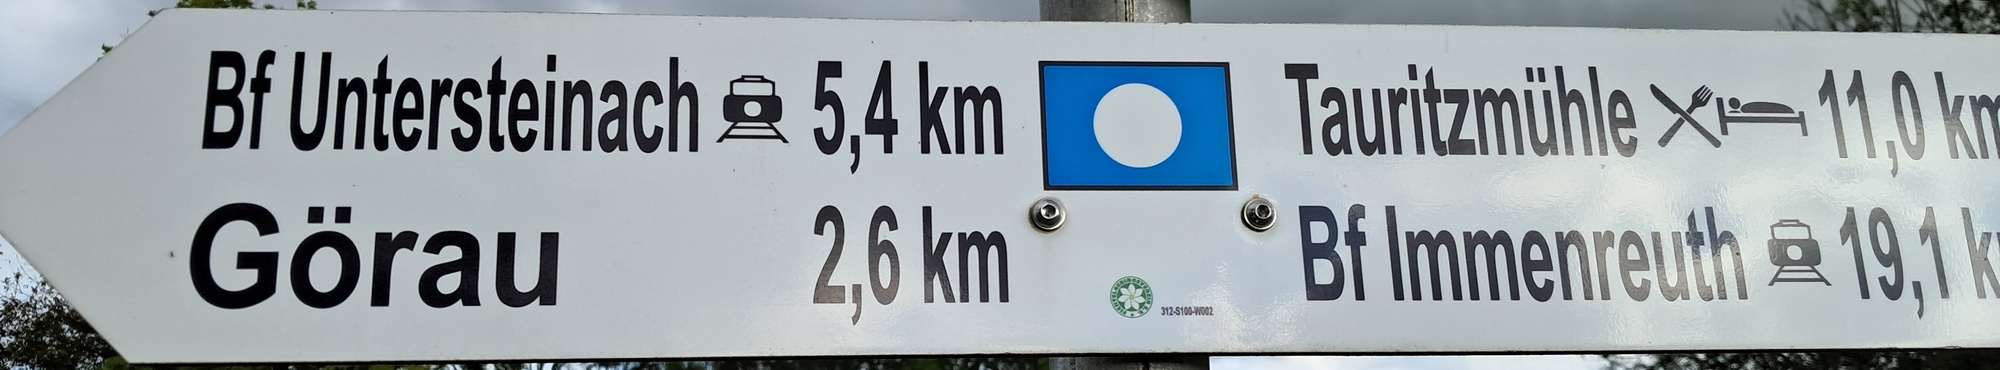 Bf Untersteinach 5,4 km
Görau 2,6 km
Tauritzmühle 11,0 km
Bf Immenreuth 19,1 k
312-S100-W002